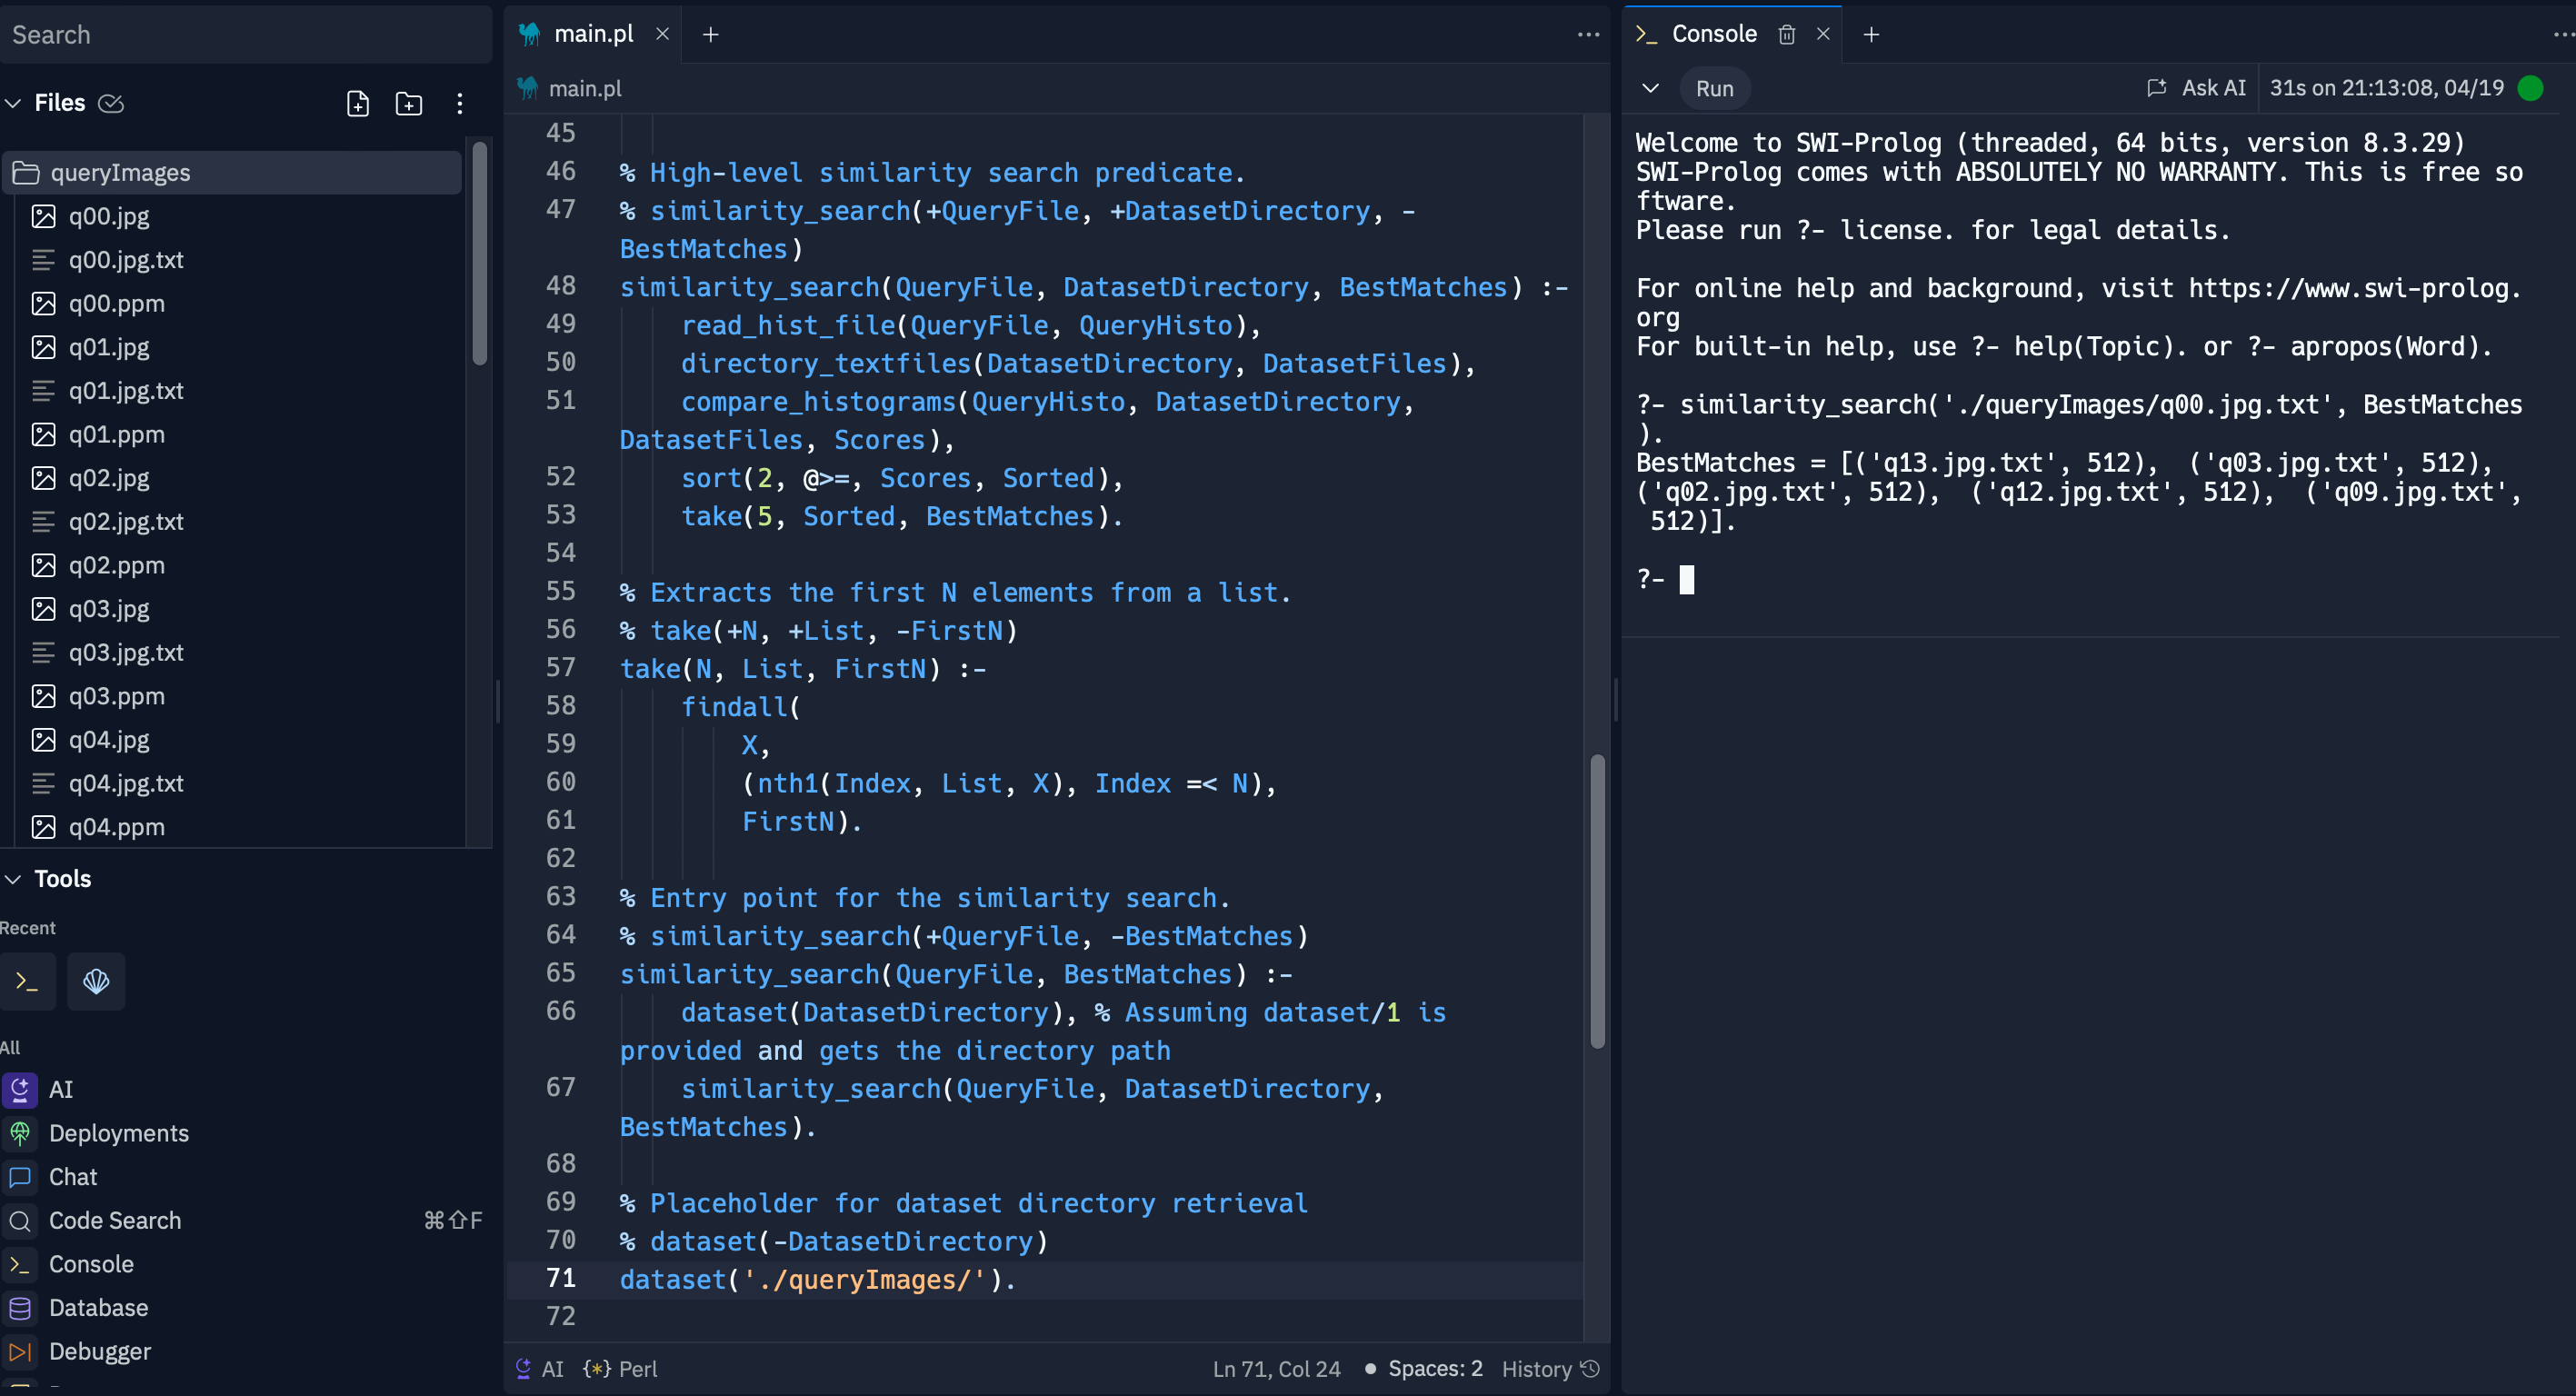 Search
Files
queryImages
q00.jpg
q00.jpg.txt
q00.ppm
q01.jpg
q01.jpg.txt
q01.ppm
q02.jpg
q02.jpg.txt
q02.ppm
q03.jpg
q03.jpg.txt
q03.ppm
q04.jpg
q04.jpg.txt
q04.ppm
Tools
Recent
All
AI
Deployments
Chat
Code Search ⌘⇧F
Console
Database
Debugger
main.pl
main.pl
45
46 % High-level similarity search predicate.
47 % similarity_search(+QueryFile, +DatasetDirectory, -
BestMatches)
48 similarity_search(QueryFile, DatasetDirectory, BestMatches) :-
49 read_hist_file(QueryFile, QueryHisto),
50 directory_textfiles(DatasetDirectory, DatasetFiles),
51 compare_histograms(QueryHisto, DatasetDirectory,
DatasetFiles, Scores),
52 sort(2, @>=, Scores, Sorted),
53 take(5, Sorted, BestMatches).
54
55 % Extracts the first N elements from a list.
56 % take(+N, +List, -FirstN)
57 take(N, List, FirstN) :-
58 findall(
59 X,
60 (nth1(Index, List, X), Index =< N),
61 FirstN).
62
63 % Entry point for the similarity search.
64 % similarity_search(+QueryFile, -BestMatches)
65 similarity_search(QueryFile, BestMatches) :-
66 dataset(DatasetDirectory), % Assuming dataset/1 is
provided and gets the directory path
67 similarity_search(QueryFile, DatasetDirectory,
BestMatches).
68
69 % Placeholder for dataset directory retrieval
70 % dataset(-DatasetDirectory)
71 dataset('./queryImages/').
72
AI {*} Perl Ln 71, Col 24 Spaces: 2 History
Console
Run Ask AI 31s on 21:13:08, 04/19
Welcome to SWI-Prolog (threaded, 64 bits, version 8.3.29)
SWI-Prolog comes with ABSOLUTELY NO WARRANTY. This is free so
ftware.
Please run ?- license. for legal details.
For online help and background, visit https://www.swi-prolog.
org
For built-in help, use ?- help(Topic). or ?- apropos(Word).
?- similarity_search('./queryImages/q00.jpg.txt', BestMatches
).
BestMatches = [('q13.jpg.txt', 512),  ('q03.jpg.txt', 512),
('q02.jpg.txt', 512),  ('q12.jpg.txt', 512),  ('q09.jpg.txt',
512)].
?-